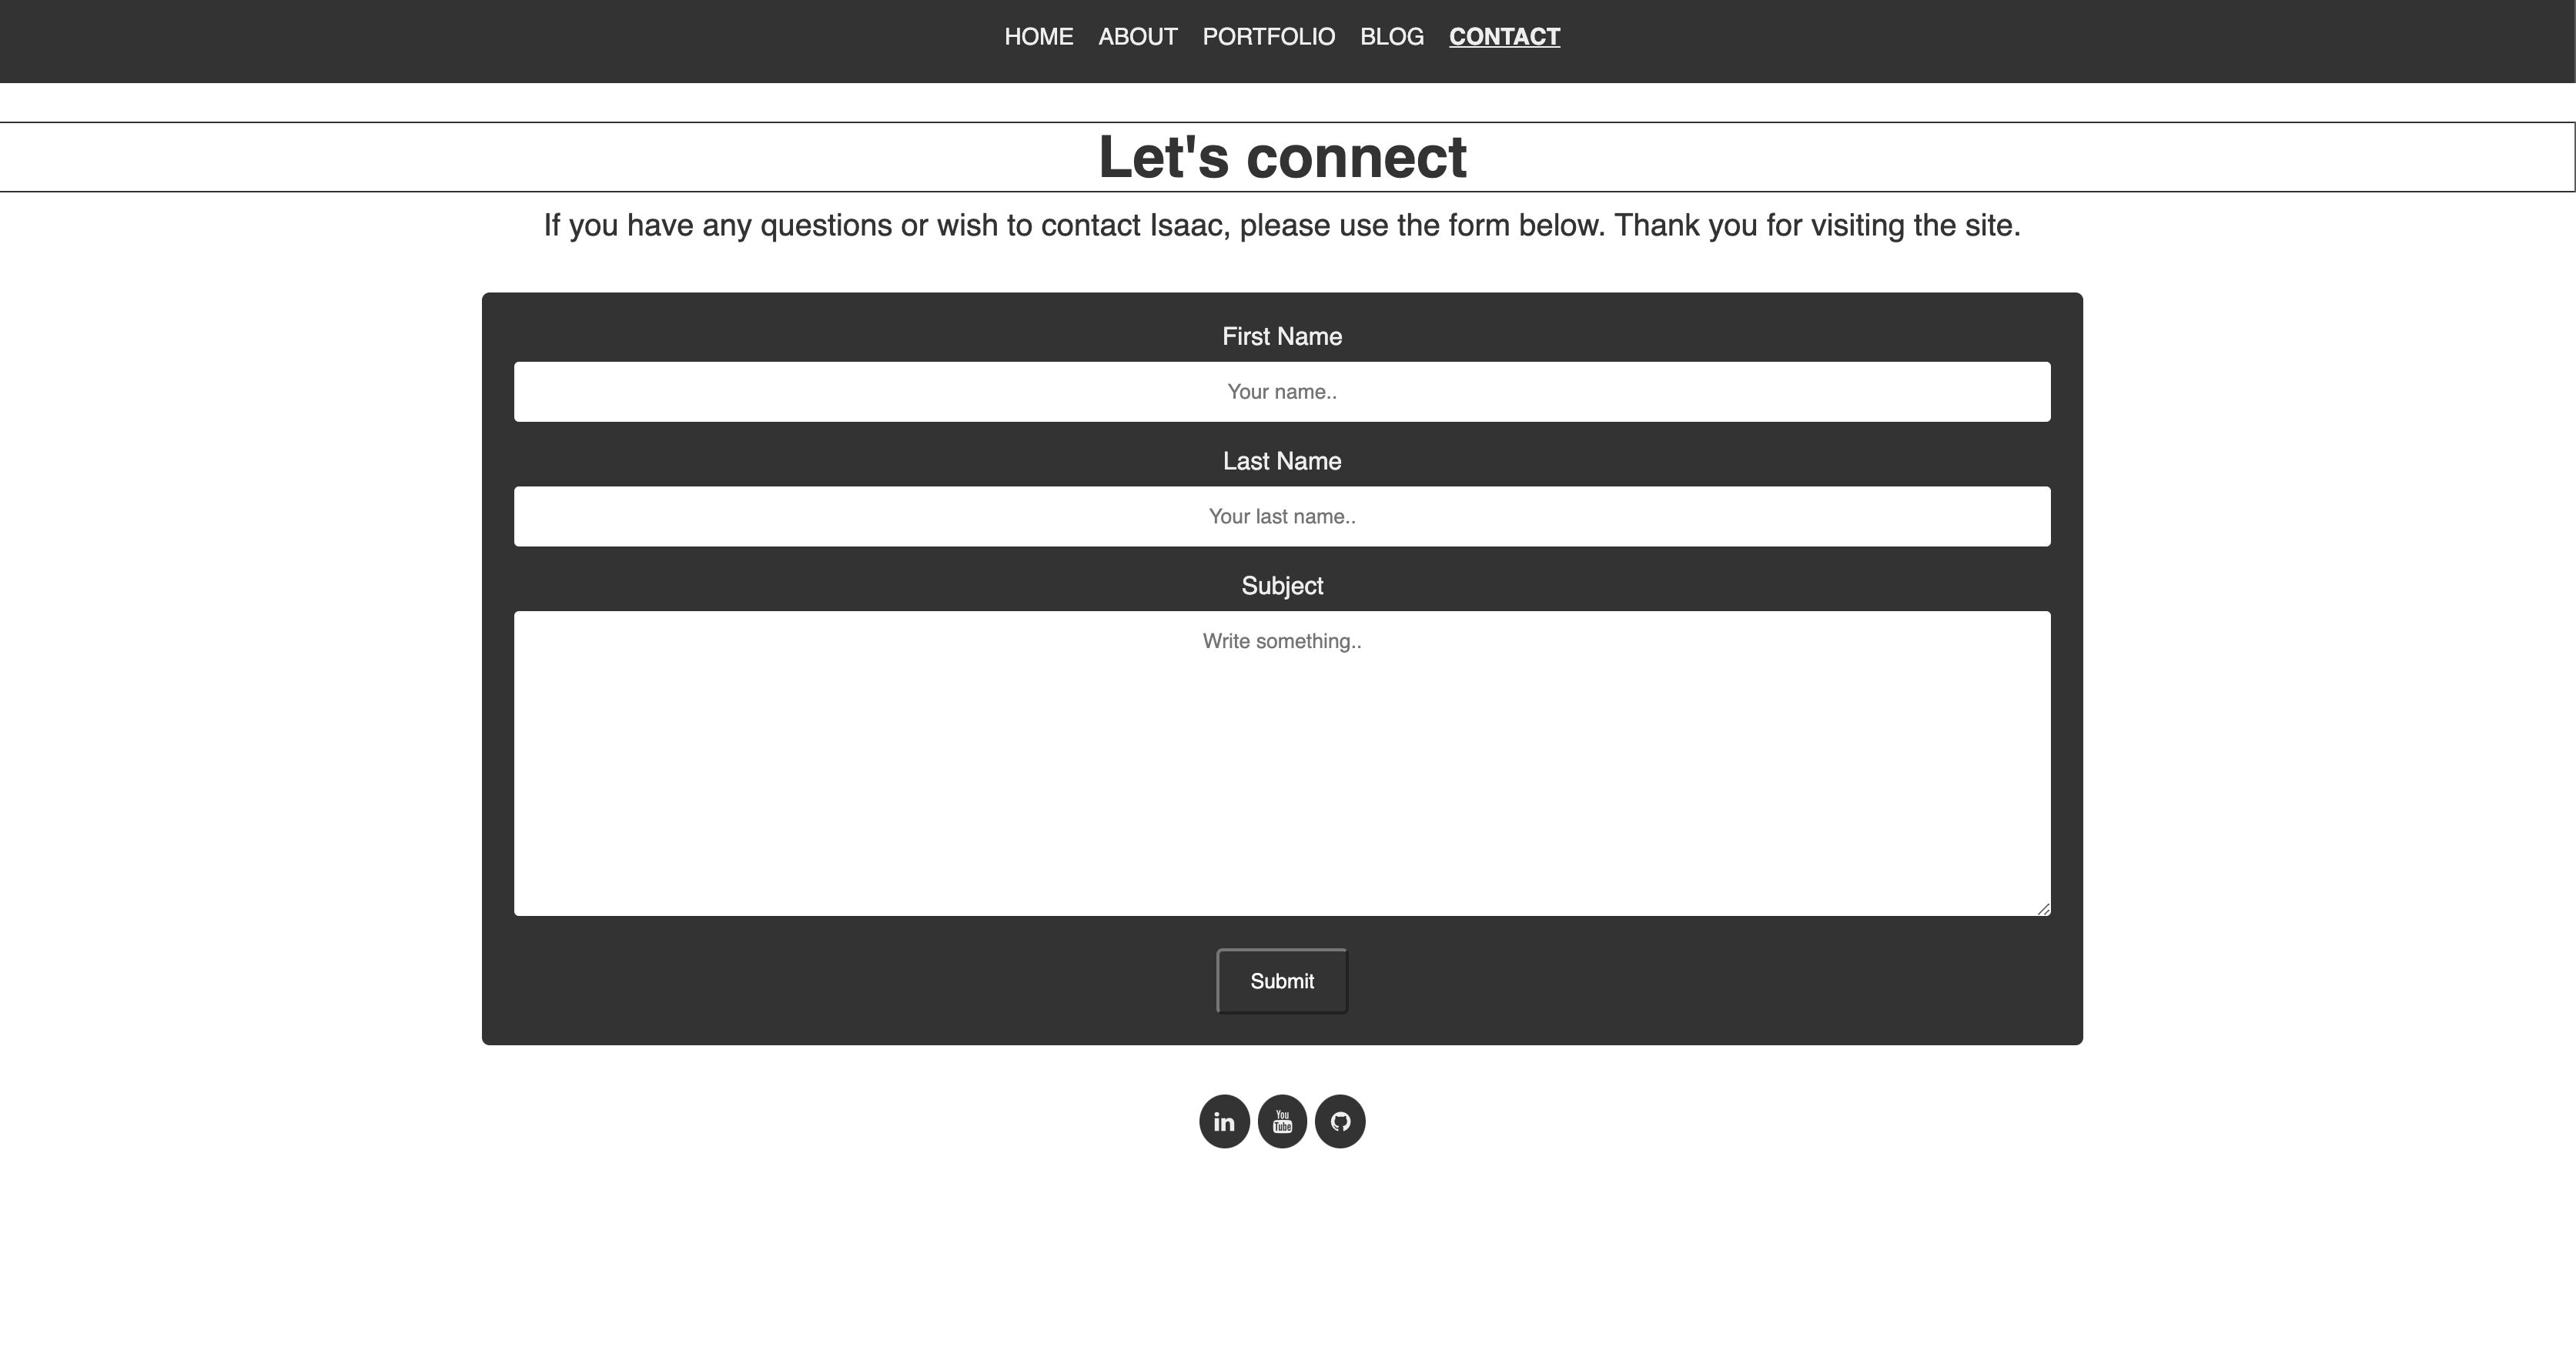 HOME ABOUT PORTFOLIO BLOG CONTACT
Let's connect
If you have any questions or wish to contact Isaac, please use the form below. Thank you for visiting the site.
First Name
Your name..
Last Name
Your last name..
Subject
Write something..
Submit
in You
Tube